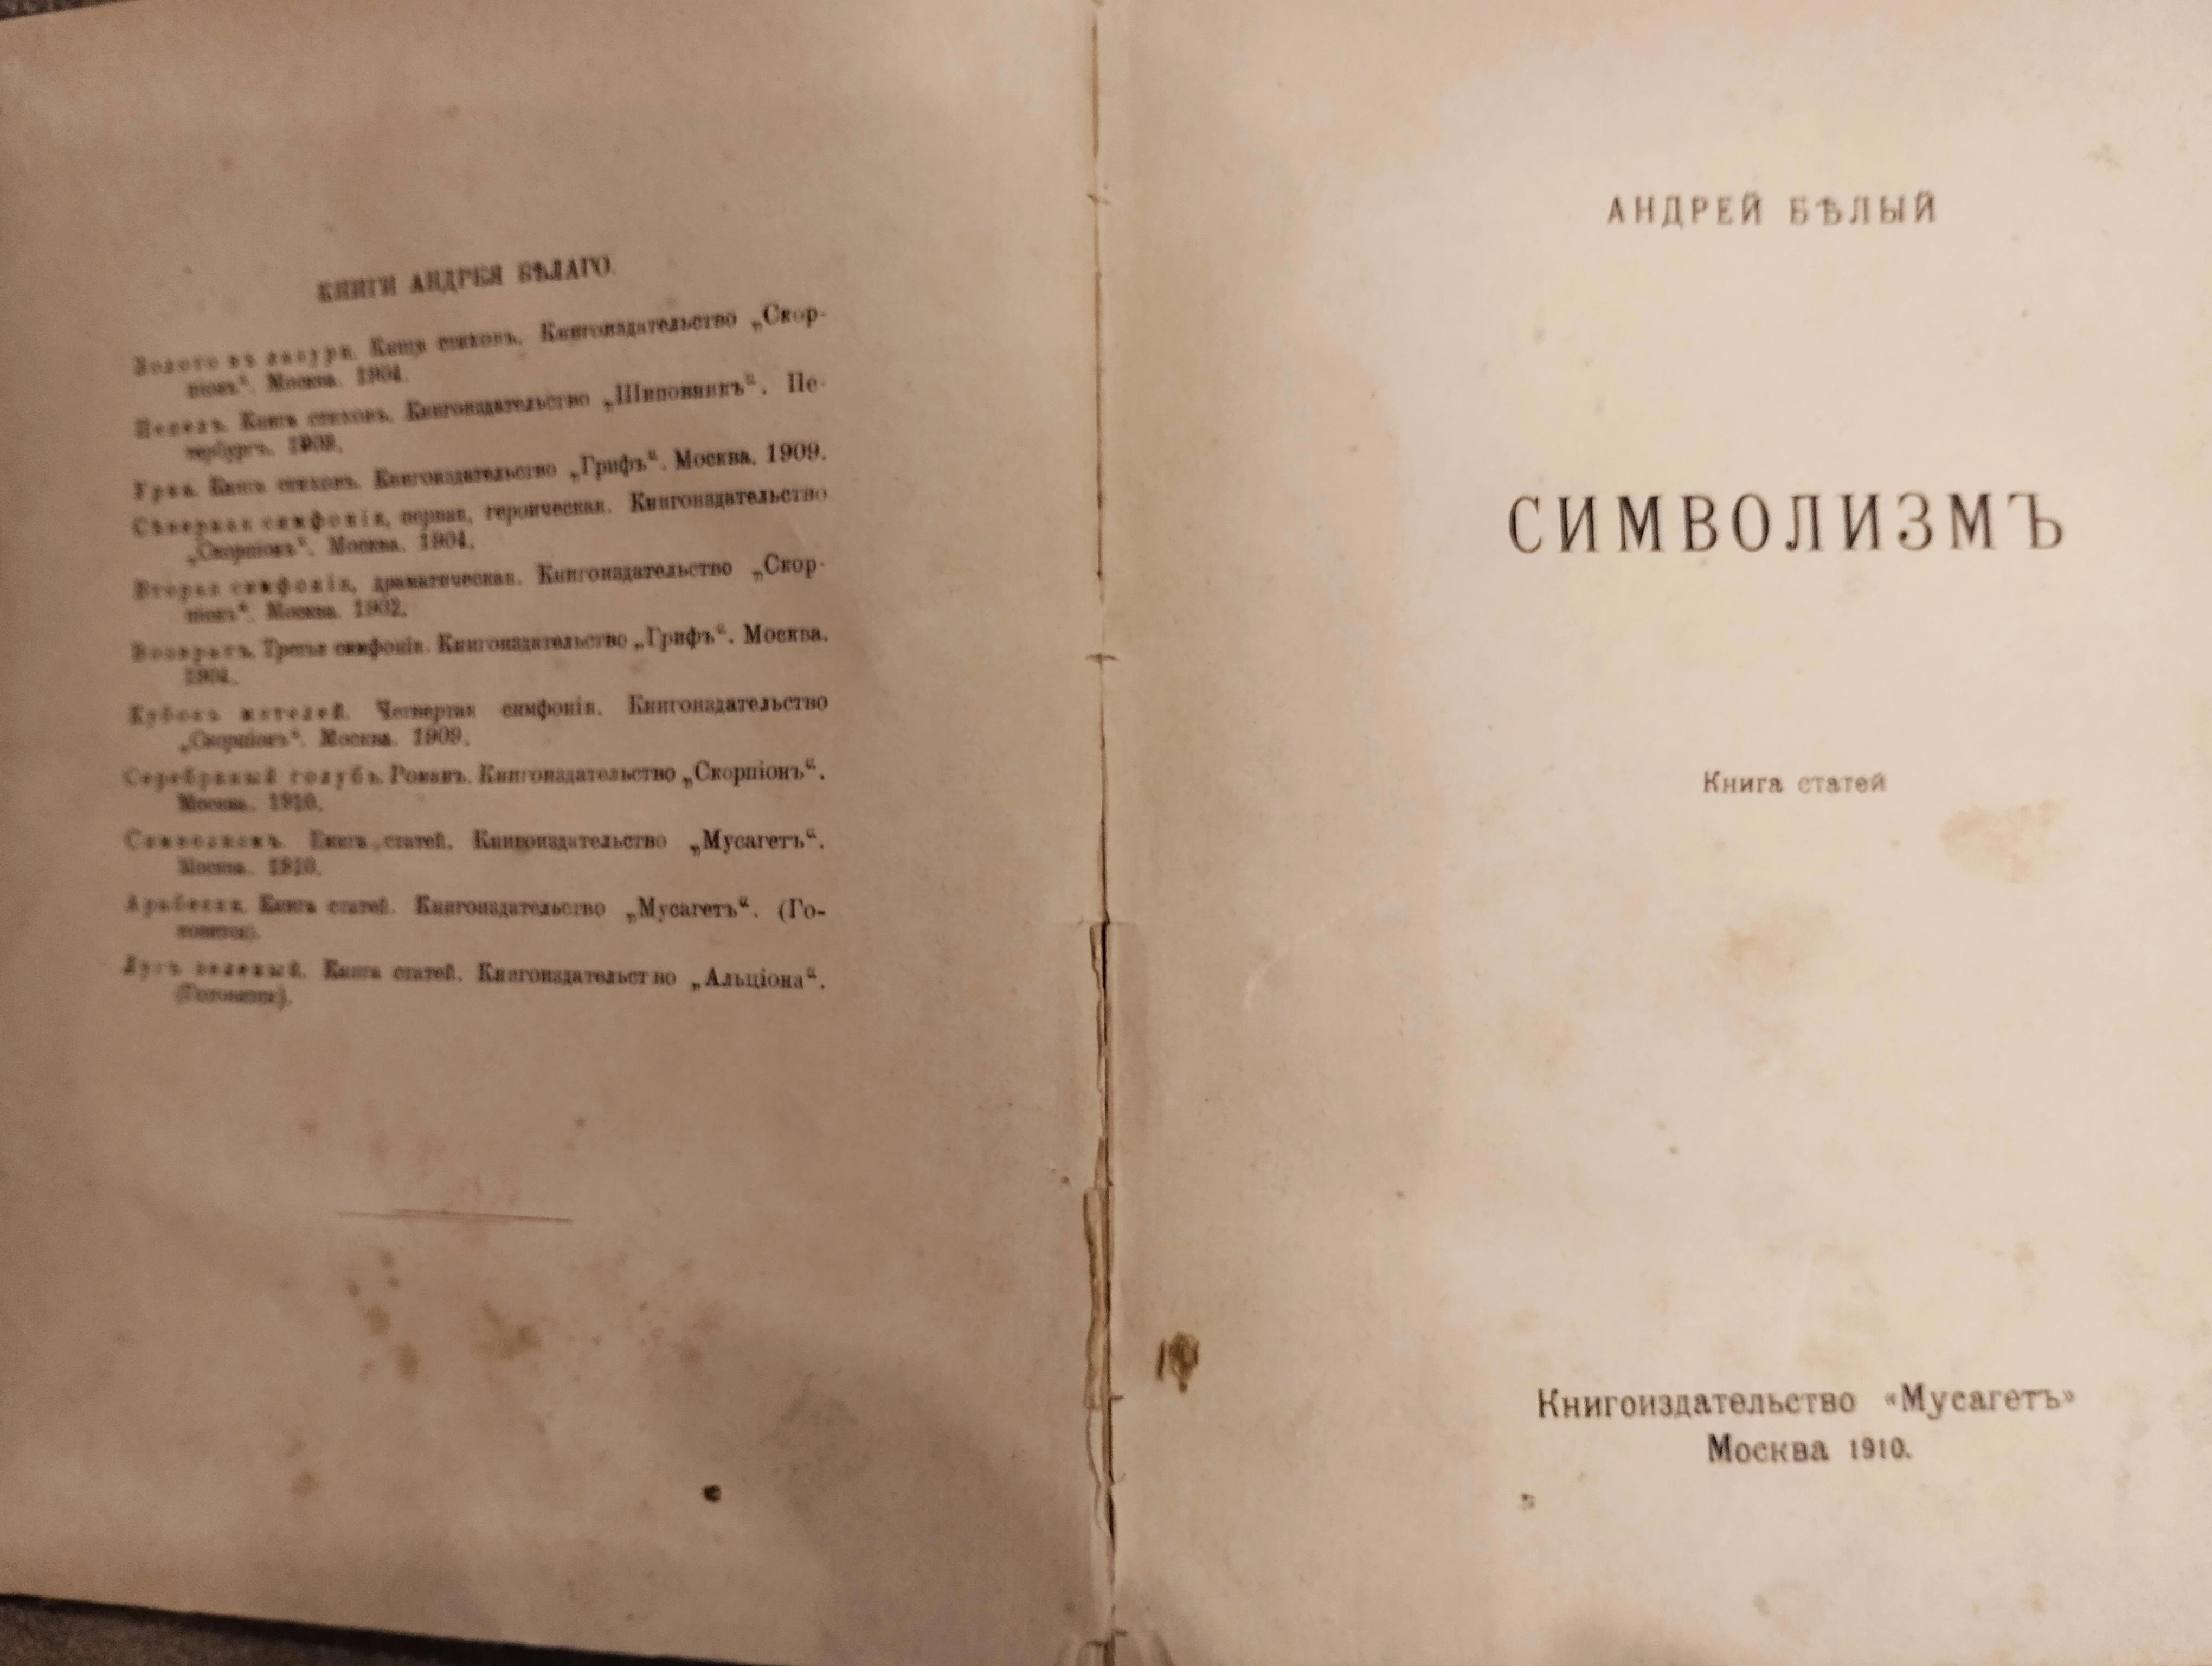 КНИГИ АНДРЕЯ БѢЛАГО.
Золото въ лазури. Книга стиховъ. Книгоиздательство „Скор-
піонъ“. Москва. 1904.
Пепелъ. Книга стиховъ. Книгоиздательство „Шиповникъ“. Пе-
тербургъ. 1909.
Урна. Книга стиховъ. Книгоиздательство „Грифъ“. Москва. 1909.
Сѣверная симфонія, первая, героическая. Книгоиздательство
„Скорпіонъ“. Москва. 1904.
Вторая симфонія, драматическая. Книгоиздательство „Скор-
піонъ“. Москва. 1902.
Возвратъ. Третья симфонія. Книгоиздательство „Грифъ“. Москва.
1904.
Кубокъ мятелей. Четвертая симфонія. Книгоиздательство
„Скорпіонъ“. Москва. 1909.
Серебряный голубь. Романъ. Книгоиздательство „Скорпіонъ“.
Москва. 1910.
Символизмъ. Книга статей. Книгоиздательство „Мусагетъ“.
Москва. 1910.
Арабески. Книга статей. Книгоиздательство „Мусагетъ“. (Го-
товится).
Лугъ зеленый. Книга статей. Книгоиздательство „Альціона“.
(Готовится).
АНДРЕЙ БѢЛЫЙ
СИМВОЛИЗМЪ
Книга статей
Книгоиздательство «Мусагетъ»
Москва 1910.